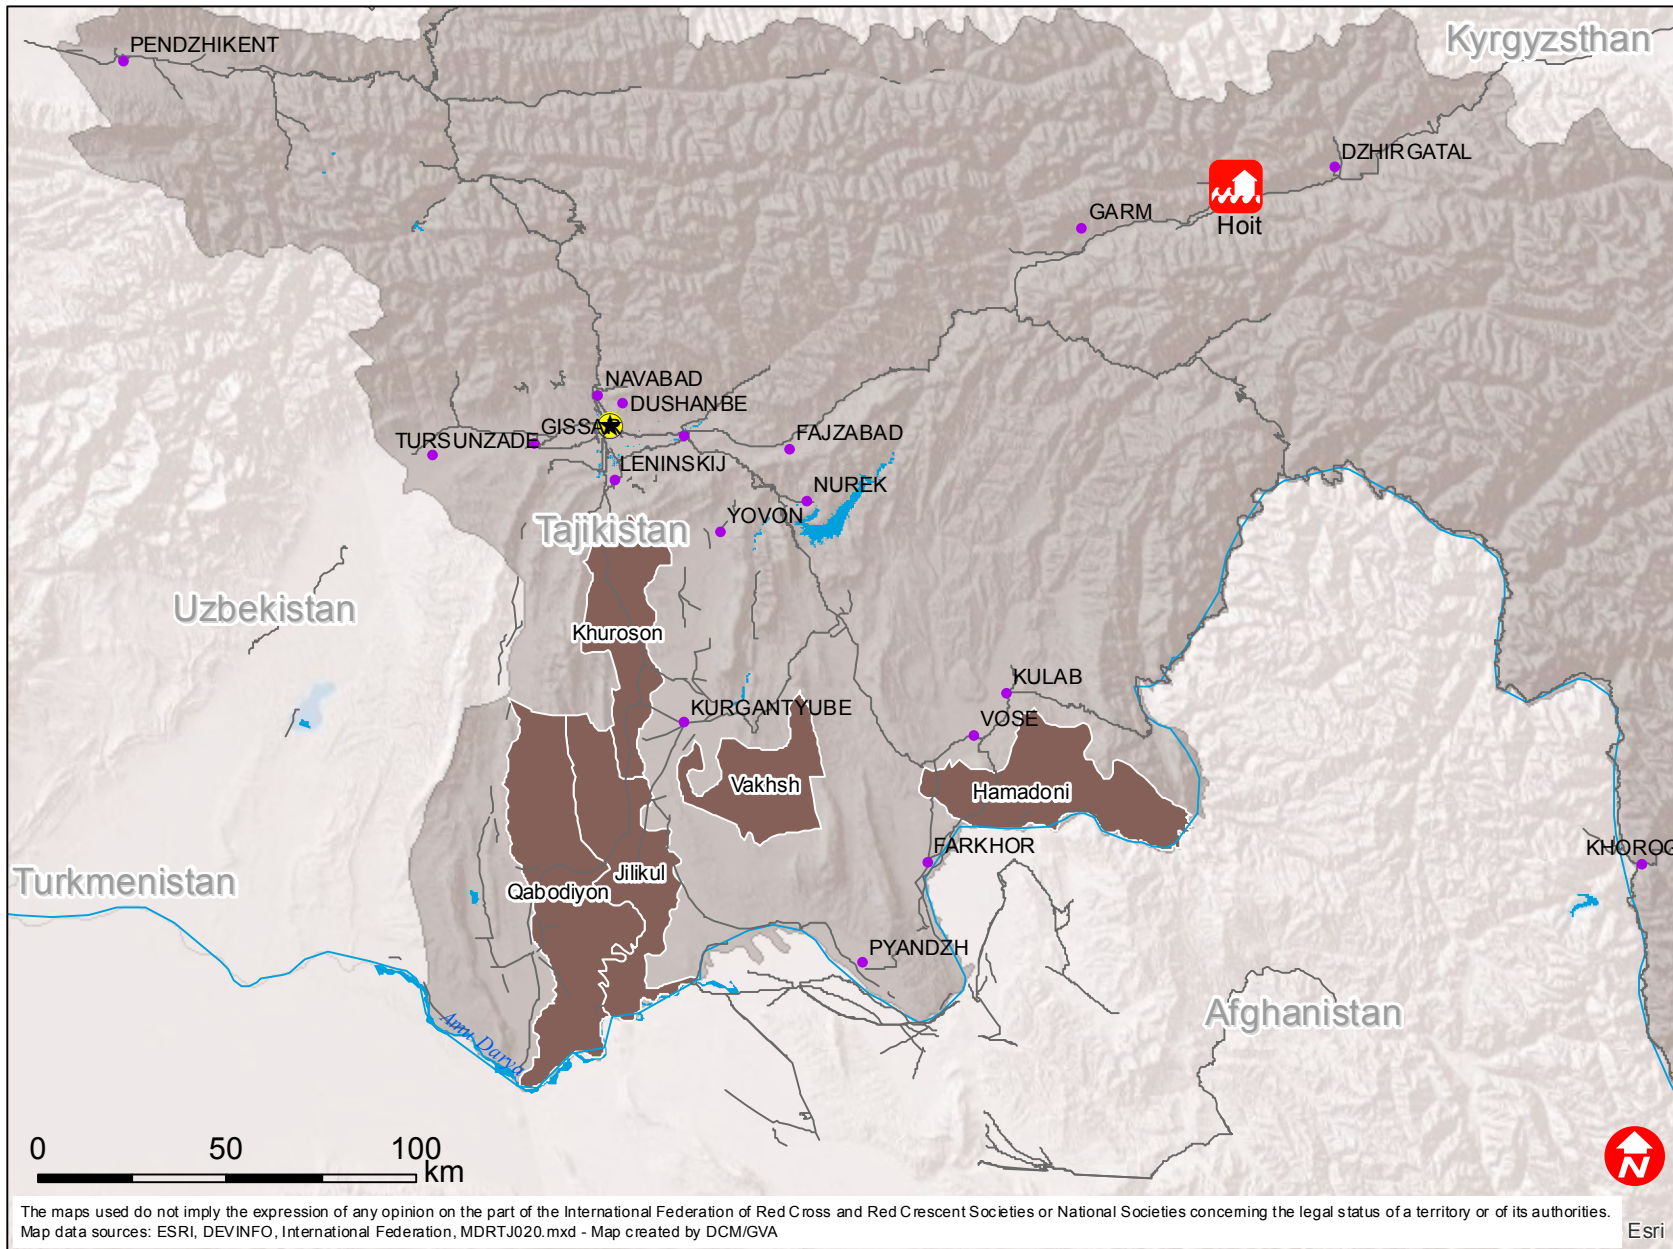 PENDZHIKENT
Kyrgyzsthan
DZHIRGATAL
GARM
Hoit
NAVABAD
DUSHANBE
GISSAR
TURSUNZADE
FAJZABAD
LENINSKIJ
NUREK
YOVON
Tajikistan
Uzbekistan
Khuroson
KULAB
KURGANTYUBE
VOSE
Vakhsh
Hamadoni
FARKHOR
KHOROG
Jilikul
Turkmenistan
Qabodiyon
PYANDZH
Afghanistan
Amu Darya
0 50 100
km
N
The maps used do not imply the expression of any opinion on the part of the International Federation of Red Cross and Red Crescent Societies or National Societies concerning the legal status of a territory or of its authorities.
Map data sources: ESRI, DEVINFO, International Federation, MDRTJ020.mxd - Map created by DCM/GVA
Esri